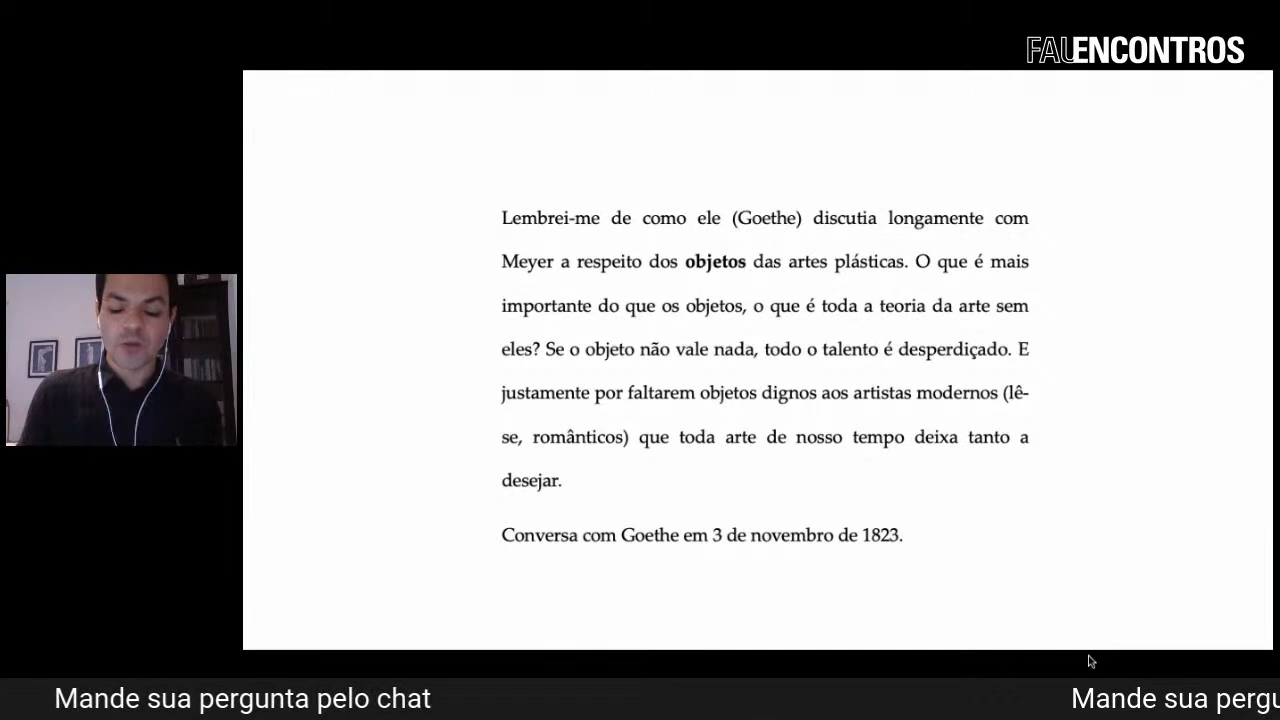 FAUENCONTROS
Lembrei-me de como ele (Goethe) discutia longamente com
Meyer a respeito dos objetos das artes plásticas. O que é mais
importante do que os objetos, o que é toda a teoria da arte sem
eles? Se o objeto não vale nada, todo o talento é desperdiçado. E
justamente por faltarem objetos dignos aos artistas modernos (lê-
se, românticos) que toda arte de nosso tempo deixa tanto a
desejar.
Conversa com Goethe em 3 de novembro de 1823.
Mande sua pergunta pelo chat
Mande sua pergu